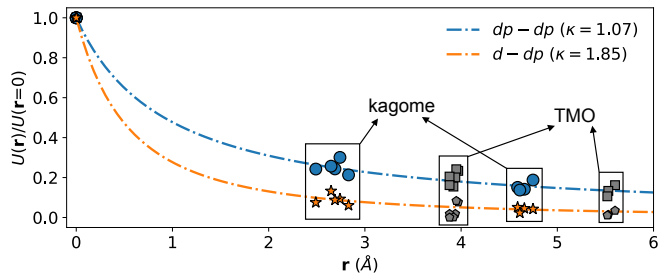 1.0
0.8
0.6
0.4
0.2
0.0
U(r)/U(r=0)
dp − dp (κ = 1.07)
d − dp (κ = 1.85)
kagome
TMO
0 1 2 3 4 5 6
r (Å)